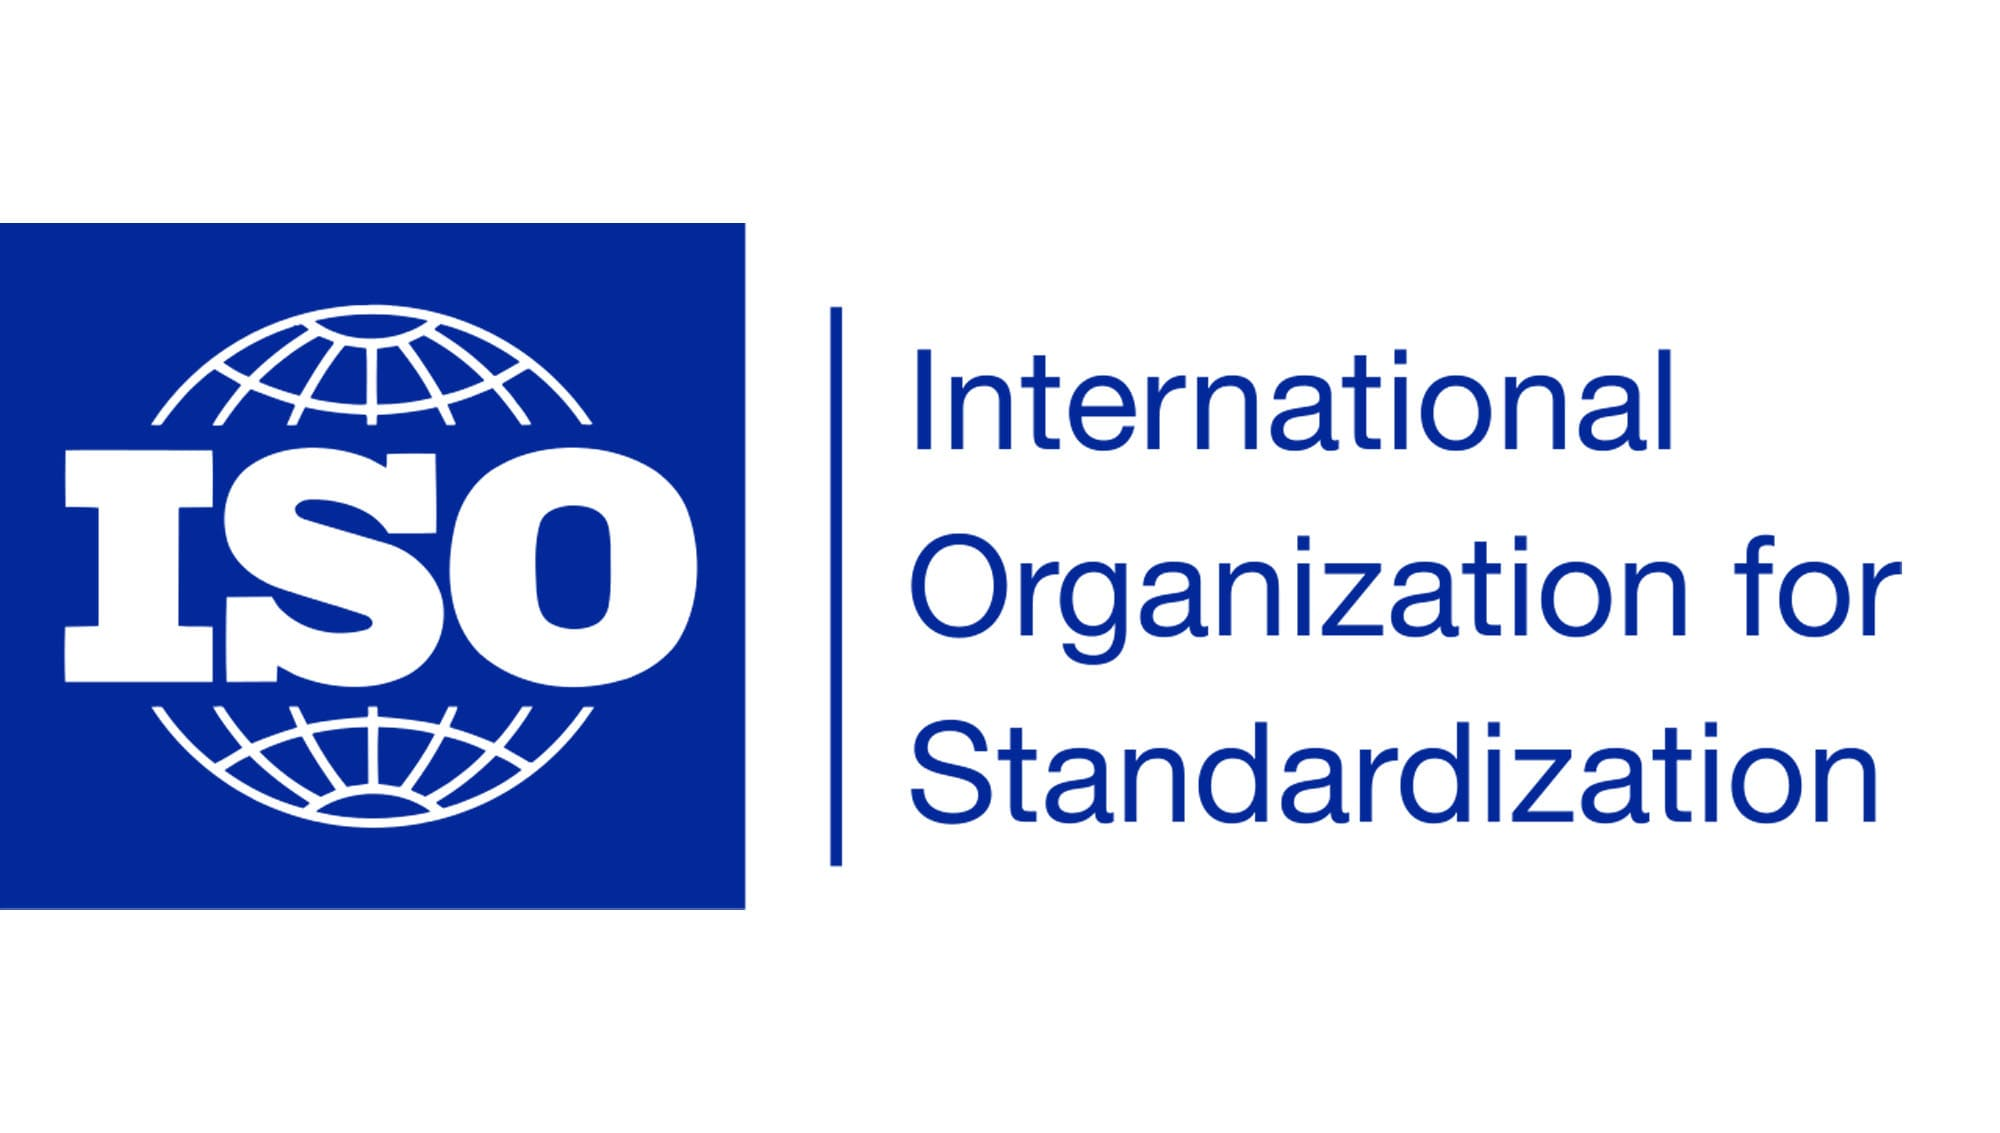 ISO
International
Organization for
Standardization